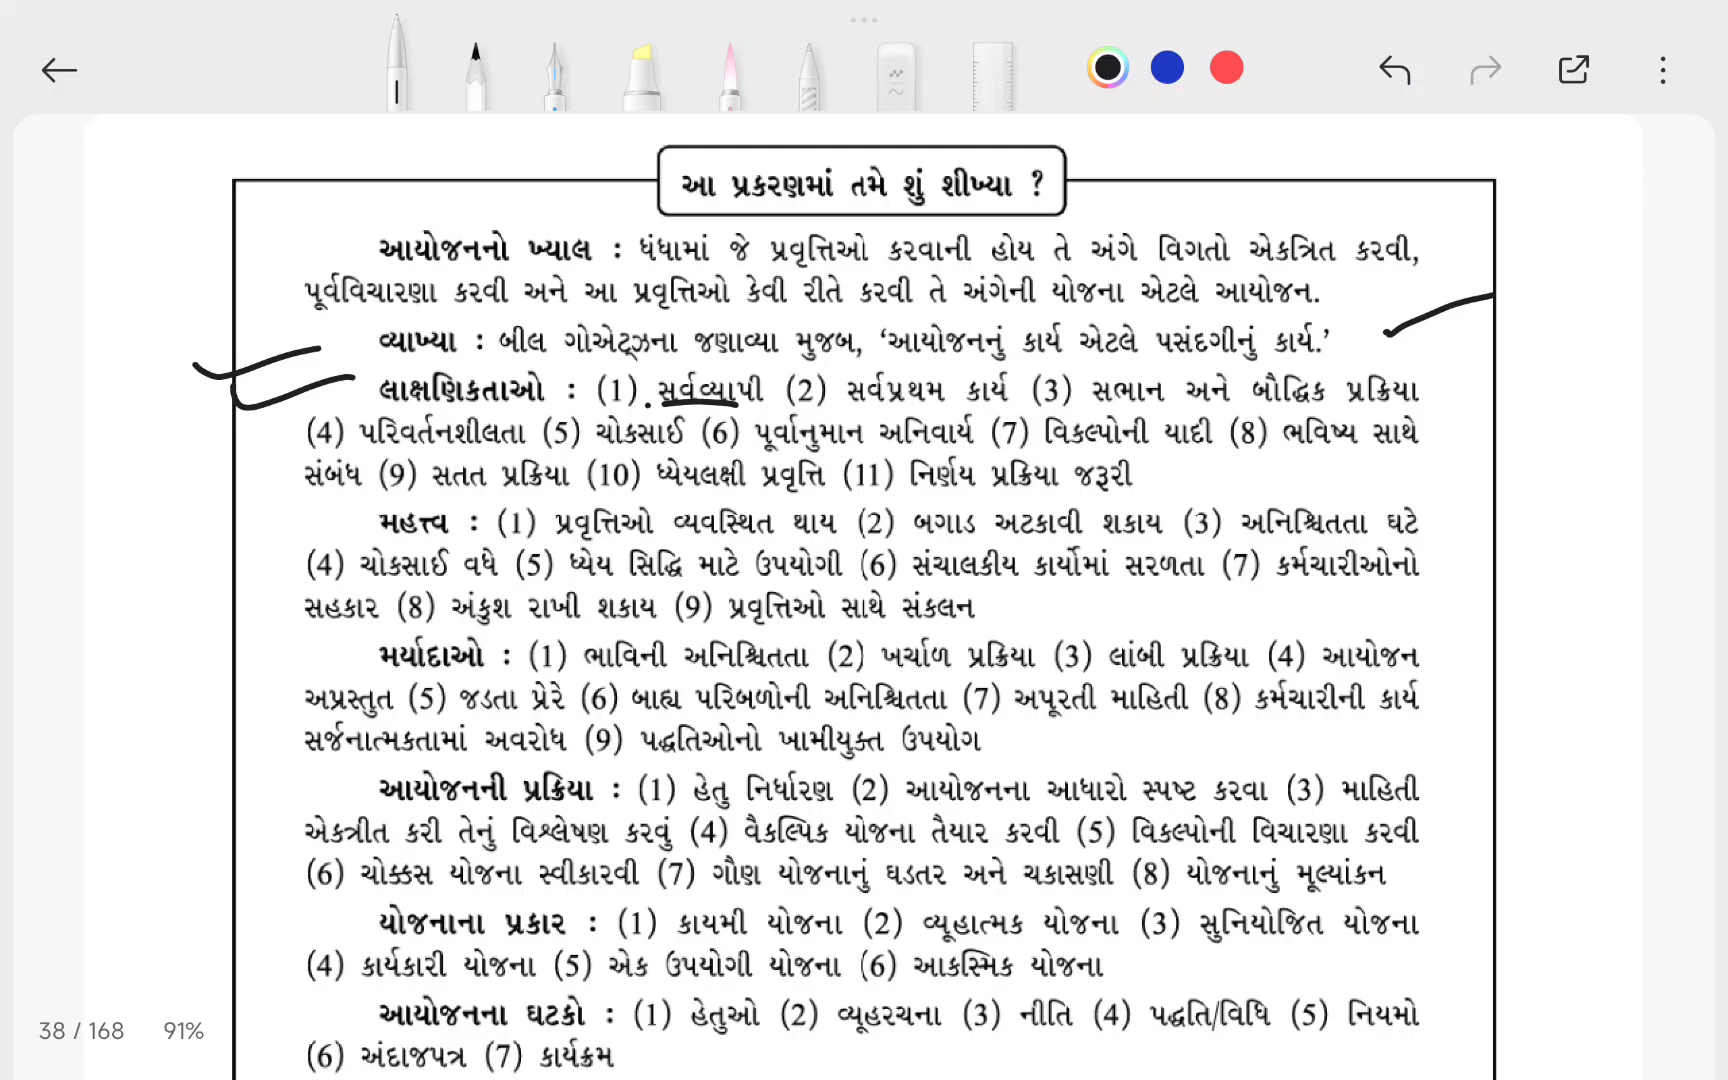 આ પ્રકરણમાં તમે શું શીખ્યા ?
આયોજનનો ખ્યાલ : ધંધામાં જે પ્રવૃત્તિઓ કરવાની હોય તે અંગે વિગતો એકત્રિત કરવી,
પૂર્વવિચારણા કરવી અને આ પ્રવૃત્તિઓ કેવી રીતે કરવી તે અંગેની યોજના એટલે આયોજન.
વ્યાખ્યા : બીલ ગોએટ્ઝના જણાવ્યા મુજબ, ‘આયોજનનું કાર્ય એટલે પસંદગીનું કાર્ય.’
લાક્ષણિકતાઓ : (1) સર્વવ્યાપી (2) સર્વપ્રથમ કાર્ય (3) સભાન અને બૌદ્ધિક પ્રક્રિયા
(4) પરિવર્તનશીલતા (5) ચોકસાઈ (6) પૂર્વાનુમાન અનિવાર્ય (7) વિકલ્પોની યાદી (8) ભવિષ્ય સાથે
સંબંધ (9) સતત પ્રક્રિયા (10) ધ્યેયલક્ષી પ્રવૃત્તિ (11) નિર્ણય પ્રક્રિયા જરૂરી
મહત્ત્વ : (1) પ્રવૃત્તિઓ વ્યવસ્થિત થાય (2) બગાડ અટકાવી શકાય (3) અનિશ્ચિતતા ઘટે
(4) ચોકસાઈ વધે (5) ધ્યેય સિદ્ધિ માટે ઉપયોગી (6) સંચાલકીય કાર્યોમાં સરળતા (7) કર્મચારીઓનો
સહકાર (8) અંકુશ રાખી શકાય (9) પ્રવૃત્તિઓ સાથે સંકલન
મર્યાદાઓ : (1) ભાવિની અનિશ્ચિતતા (2) ખર્ચાળ પ્રક્રિયા (3) લાંબી પ્રક્રિયા (4) આયોજન
અપ્રસ્તુત (5) જડતા પ્રેરે (6) બાહ્ય પરિબળોની અનિશ્ચિતતા (7) અપૂરતી માહિતી (8) કર્મચારીની કાર્ય
સર્જનાત્મકતામાં અવરોધ (9) પદ્ધતિઓનો ખામીયુક્ત ઉપયોગ
આયોજનની પ્રક્રિયા : (1) હેતુ નિર્ધારણ (2) આયોજનના આધારો સ્પષ્ટ કરવા (3) માહિતી
એકત્રીત કરી તેનું વિશ્લેષણ કરવું (4) વૈકલ્પિક યોજના તૈયાર કરવી (5) વિકલ્પોની વિચારણા કરવી
(6) ચોક્કસ યોજના સ્વીકારવી (7) ગૌણ યોજનાનું ઘડતર અને ચકાસણી (8) યોજનાનું મૂલ્યાંકન
યોજનાના પ્રકાર : (1) કાયમી યોજના (2) વ્યૂહાત્મક યોજના (3) સુનિયોજિત યોજના
(4) કાર્યકારી યોજના (5) એક ઉપયોગી યોજના (6) આકસ્મિક યોજના
આયોજનના ઘટકો : (1) હેતુઓ (2) વ્યૂહરચના (3) નીતિ (4) પદ્ધતિ/વિધિ (5) નિયમો
(6) અંદાજપત્ર (7) કાર્યક્રમ
38 / 168 91%